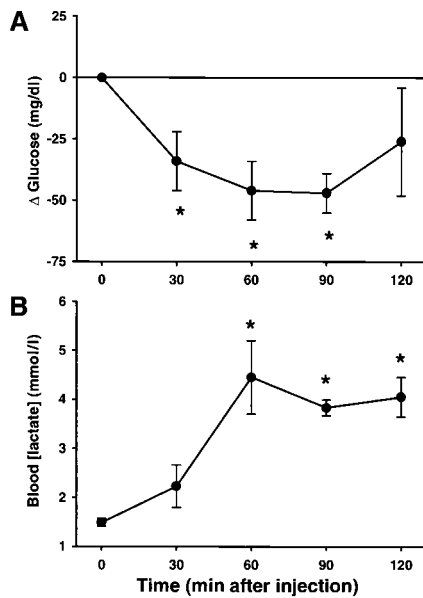 A
Δ Glucose (mg/dl)
25
0
-25
-50
-75
*
*
*
0 30 60 90 120
B
Blood [lactate] (mmol/l)
6
5
4
3
2
1
*
*
*
0 30 60 90 120
Time (min after injection)